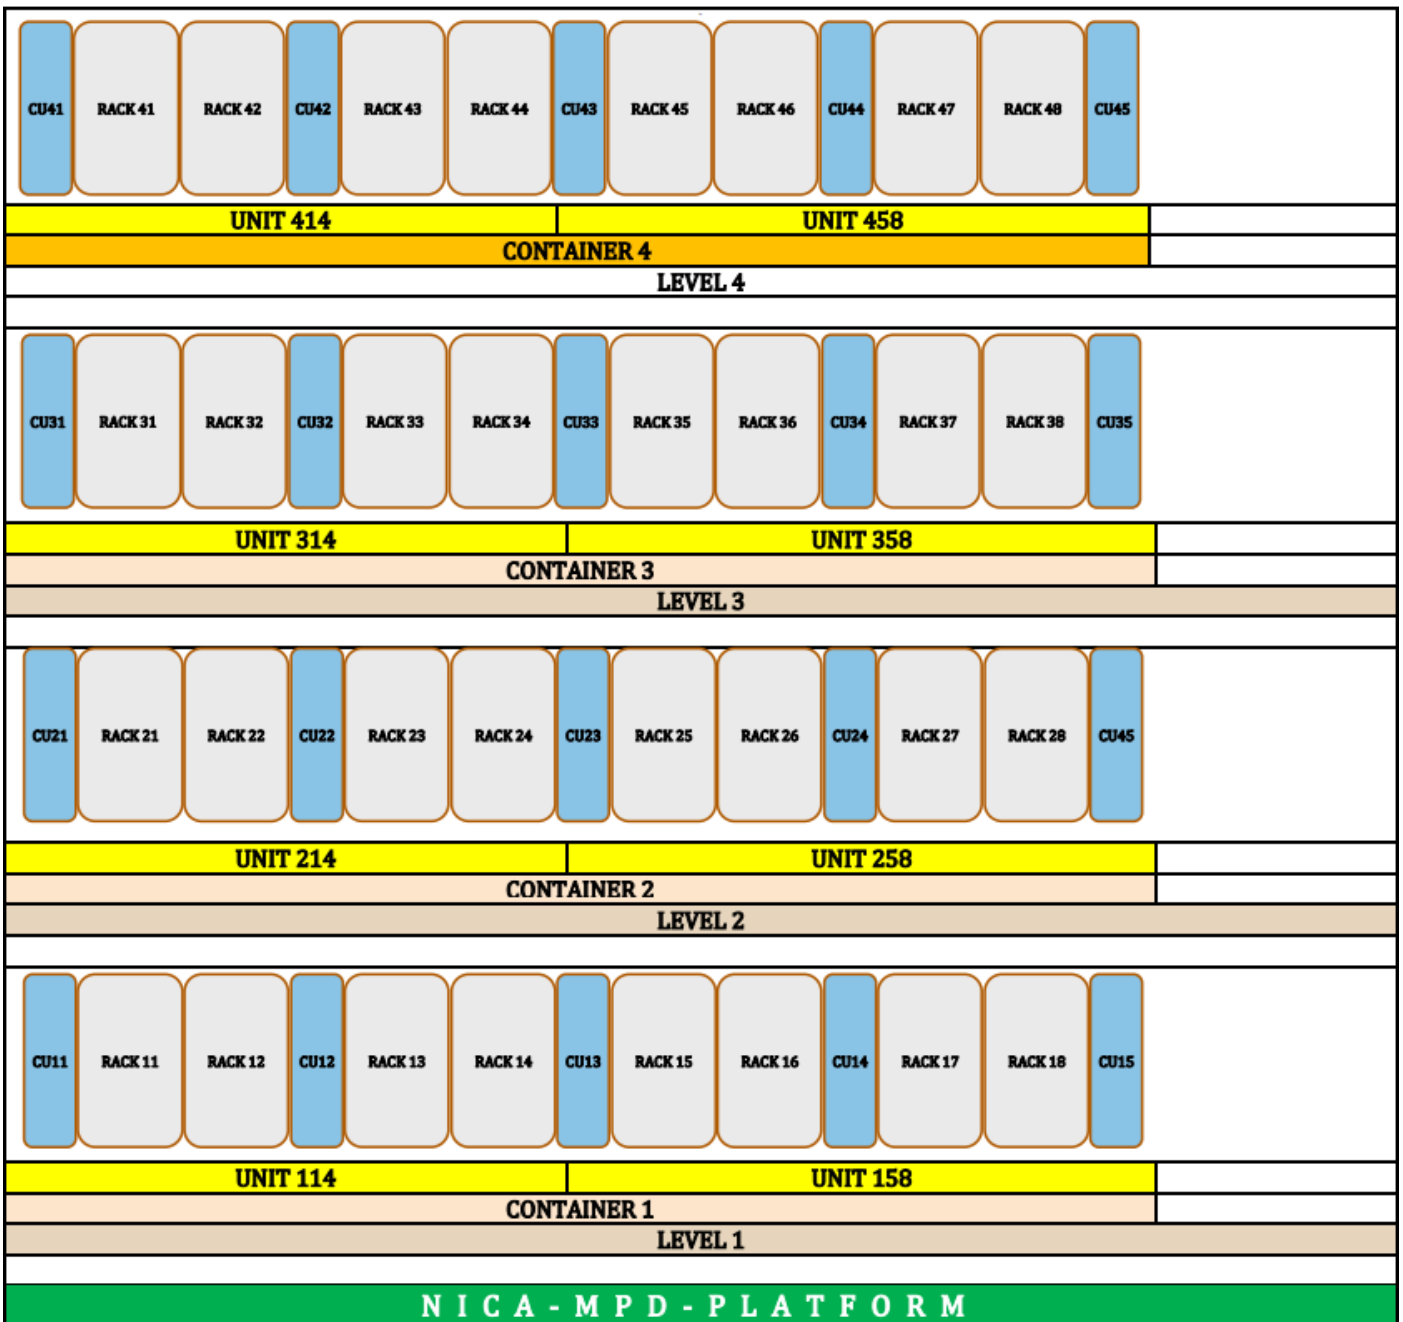 CU41 RACK 41 RACK 42 CU42 RACK 43 RACK 44 CU43 RACK 45 RACK 46 CU44 RACK 47 RACK 48 CU45
UNIT 414 UNIT 458
CONTAINER 4
LEVEL 4
CU31 RACK 31 RACK 32 CU32 RACK 33 RACK 34 CU33 RACK 35 RACK 36 CU34 RACK 37 RACK 38 CU35
UNIT 314 UNIT 358
CONTAINER 3
LEVEL 3
CU21 RACK 21 RACK 22 CU22 RACK 23 RACK 24 CU23 RACK 25 RACK 26 CU24 RACK 27 RACK 28 CU45
UNIT 214 UNIT 258
CONTAINER 2
LEVEL 2
CU11 RACK 11 RACK 12 CU12 RACK 13 RACK 14 CU13 RACK 15 RACK 16 CU14 RACK 17 RACK 18 CU15
UNIT 114 UNIT 158
CONTAINER 1
LEVEL 1
NICA-MPD-PLATFORM